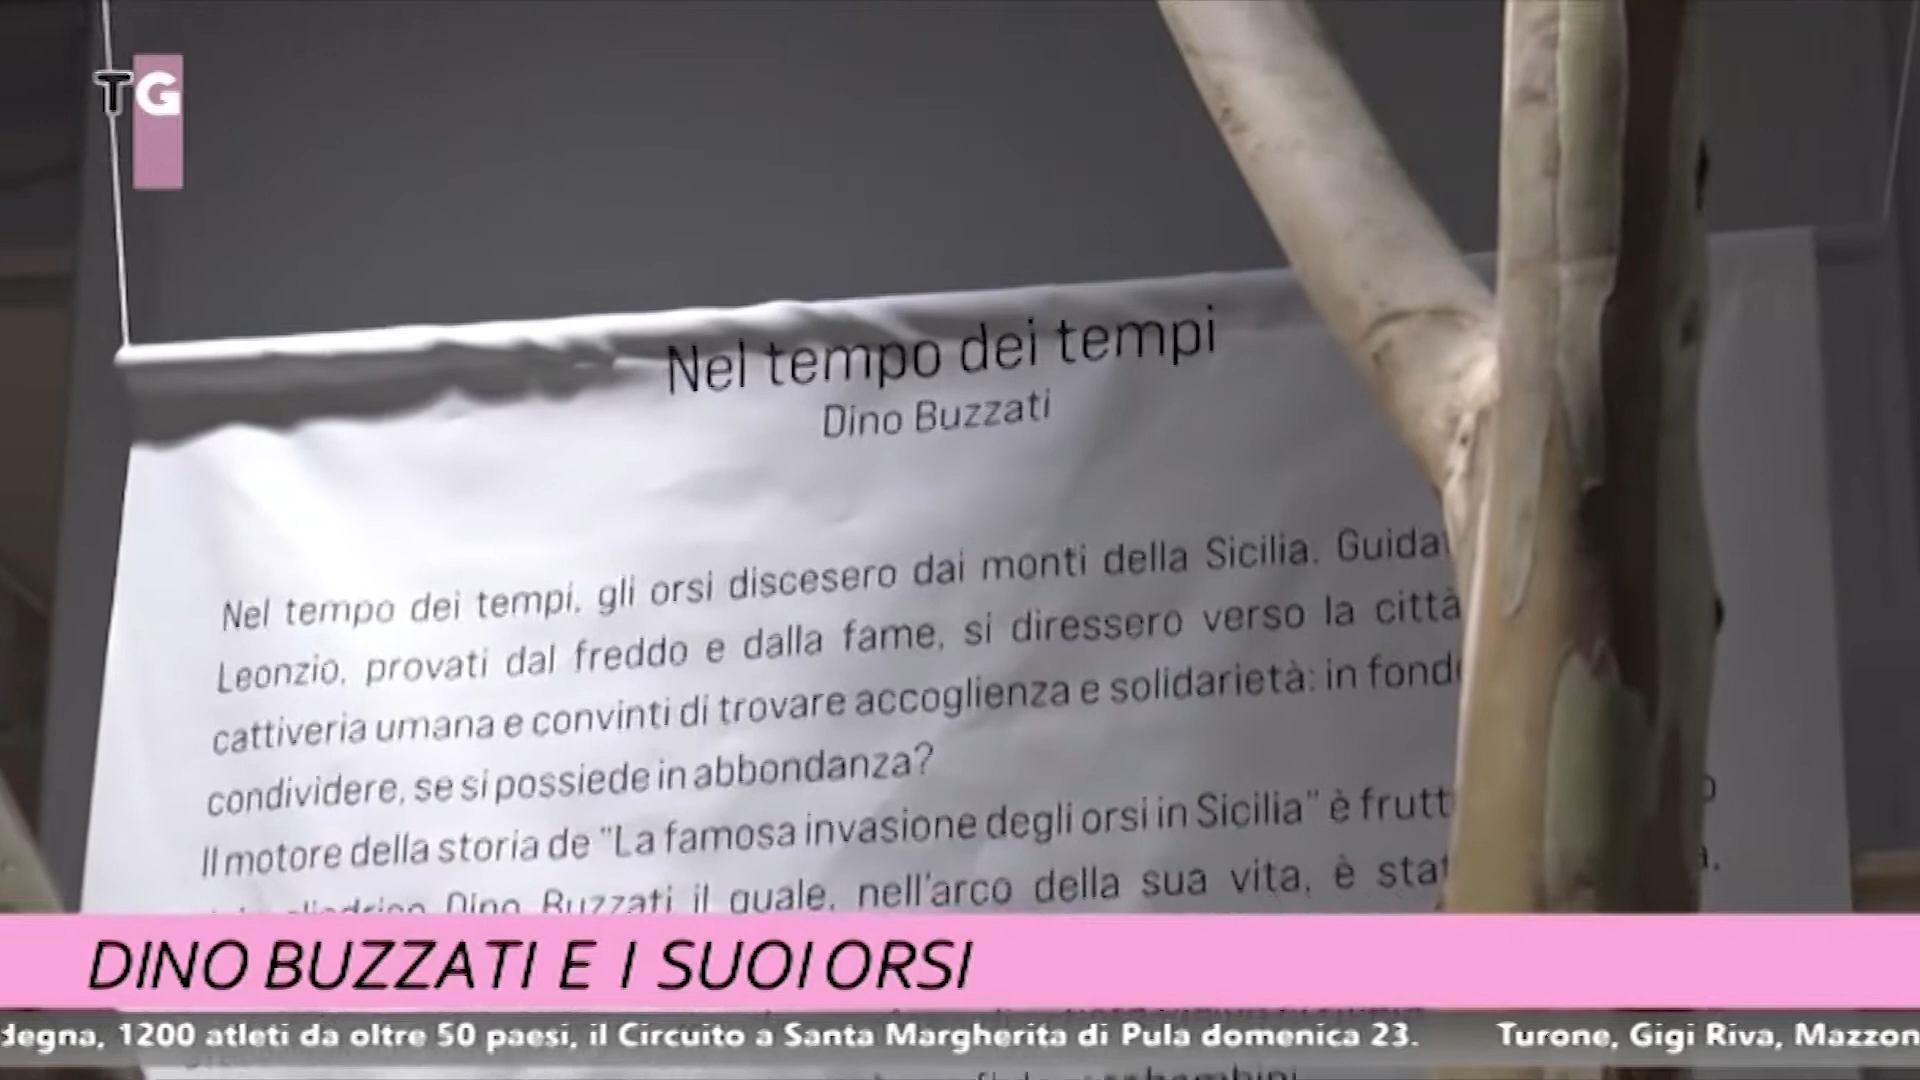 TG
Nel tempo dei tempi
Dino Buzzati
Nel tempo dei tempi, gli orsi discesero dai monti della Sicilia. Guida
Leonzio, provati dal freddo e dalla fame, si diressero verso la città
cattiveria umana e convinti di trovare accoglienza e solidarietà: in fond
condividere, se si possiede in abbondanza?
Il motore della storia de "La famosa invasione degli orsi in Sicilia" è frutt
Dino Buzzati il quale, nell'arco della sua vita, è stat
DINO BUZZATI E I SUOI ORSI
degna, 1200 atleti da oltre 50 paesi, il Circuito a Santa Margherita di Pula domenica 23. Turone, Gigi Riva, Mazzon